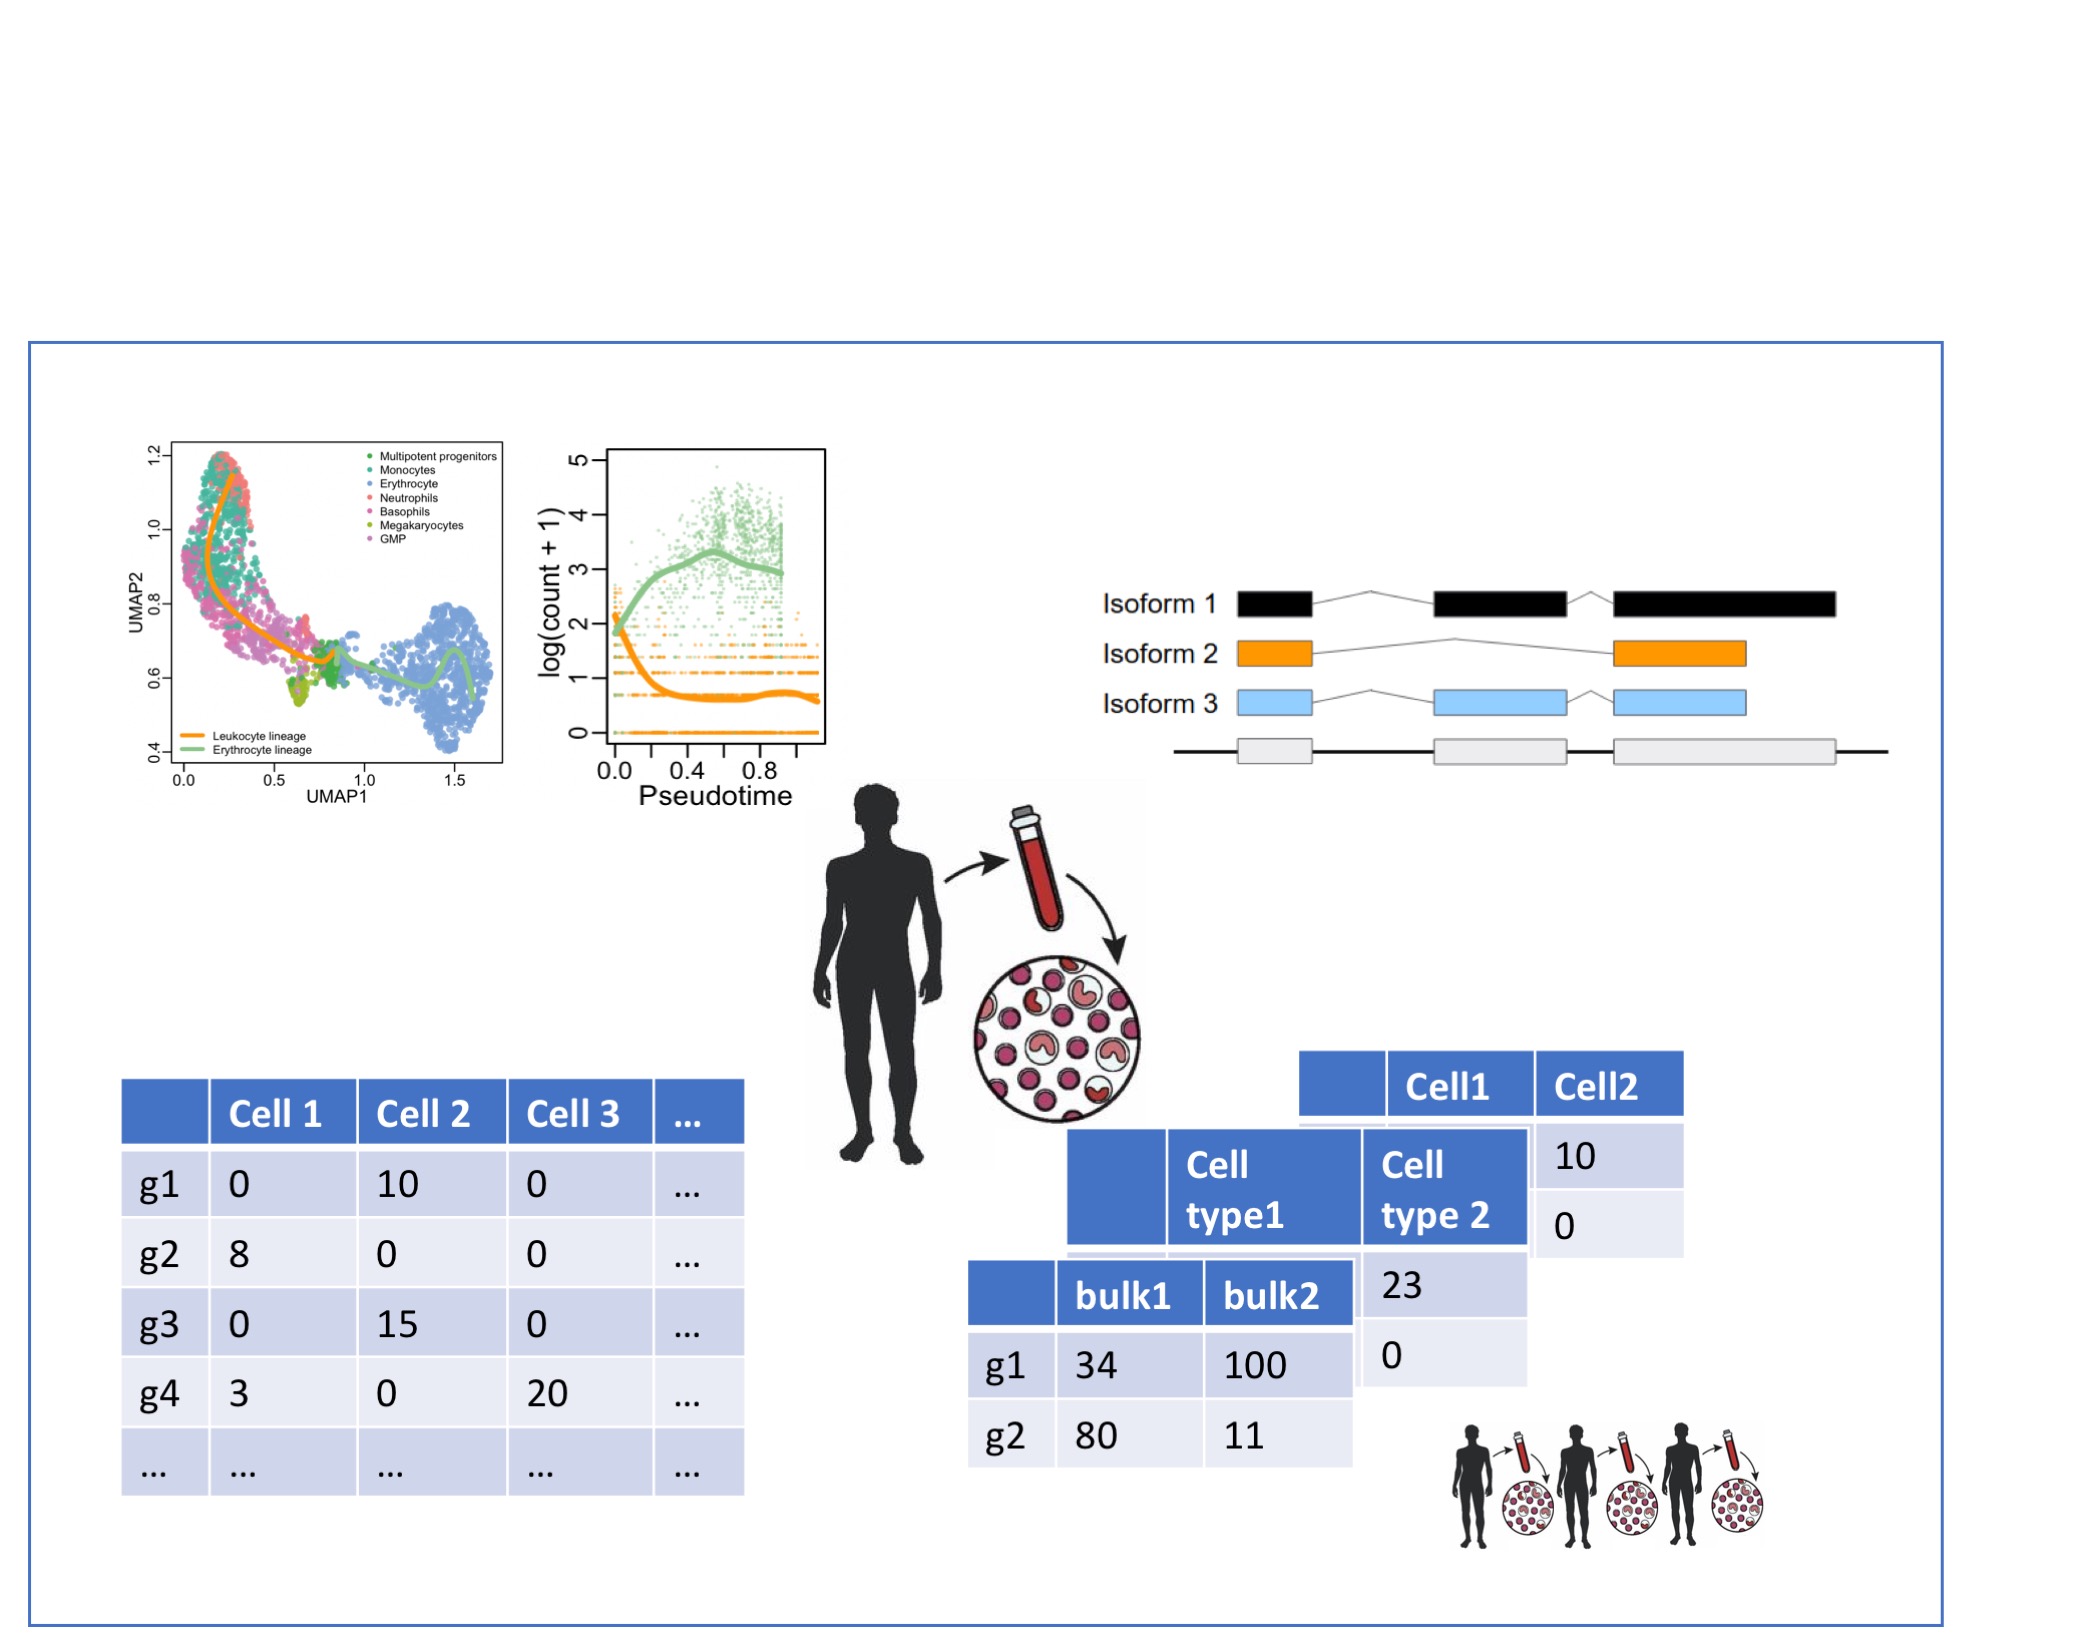 1.2
1.0
0.8
0.6
0.4
UMAP2
Multipotent progenitors
Monocytes
Erythrocyte
Neutrophils
Basophils
Megakaryocytes
GMP
Leukocyte lineage
Erythrocyte lineage
0.0 0.5 1.0 1.5
UMAP1
5
4
3
2
1
0
log(count + 1)
0.0 0.4 0.8
Pseudotime
Isoform 1
Isoform 2
Isoform 3
Cell 1 Cell 2 Cell 3 ...
g1 0 10 0 ...
g2 8 0 0 ...
g3 0 15 0 ...
g4 3 0 20 ...
... ... ... ... ...
Cell1 Cell2
10
0
Cell type1 Cell type 2
23
0
bulk1 bulk2
g1 34 100
g2 80 11